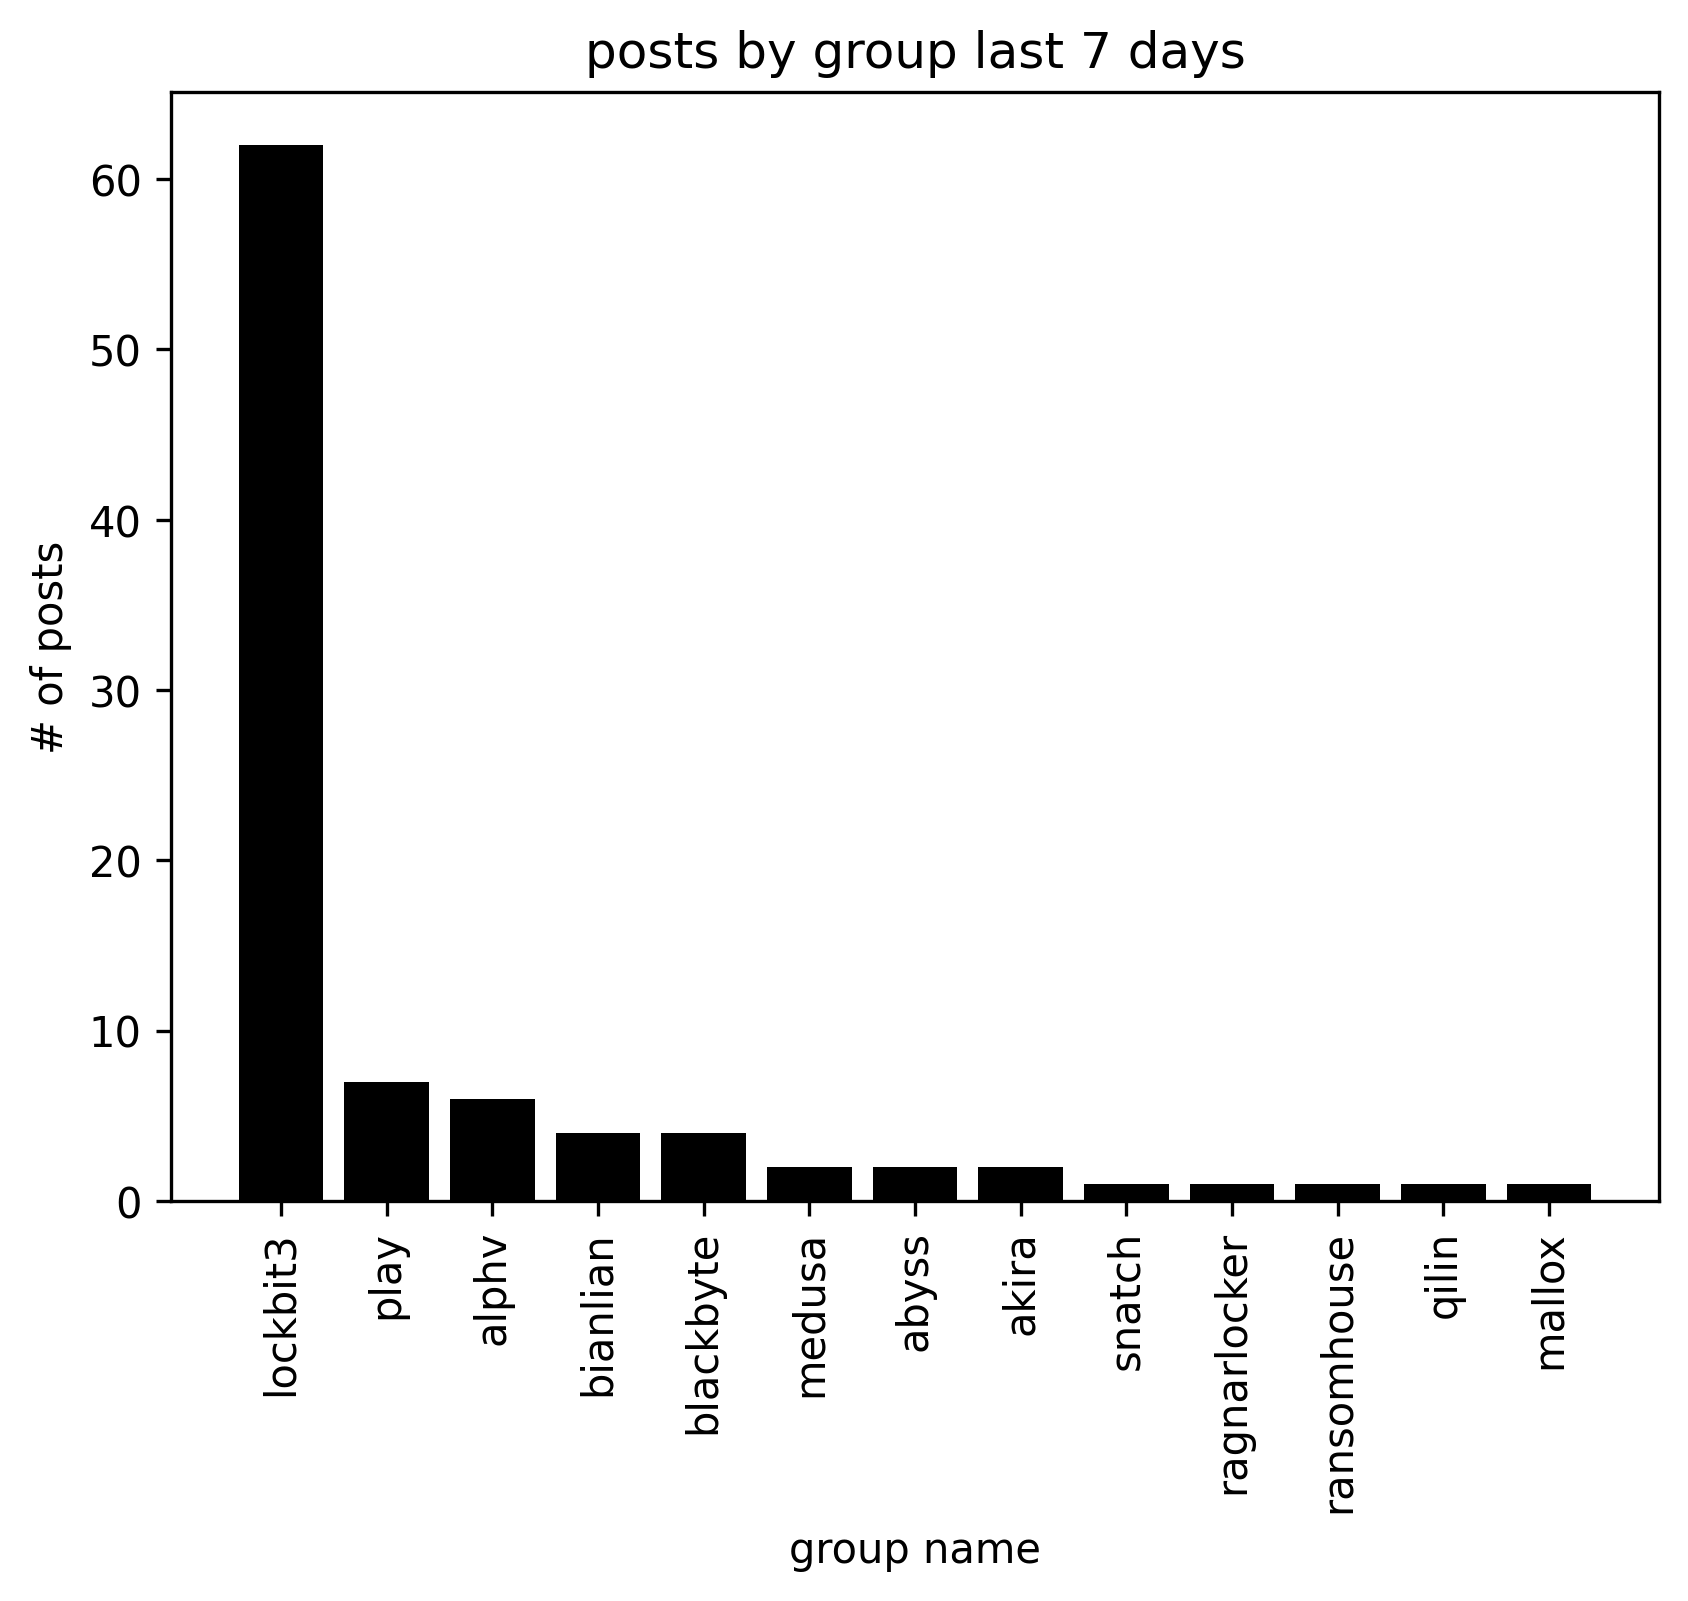 posts by group last 7 days
# of posts
60
50
40
30
20
10
0
lockbit3
play
alphv
bianlian
blackbyte
medusa
abyss
akira
snatch
ragnarlocker
ransomhouse
qilin
mallox
group name